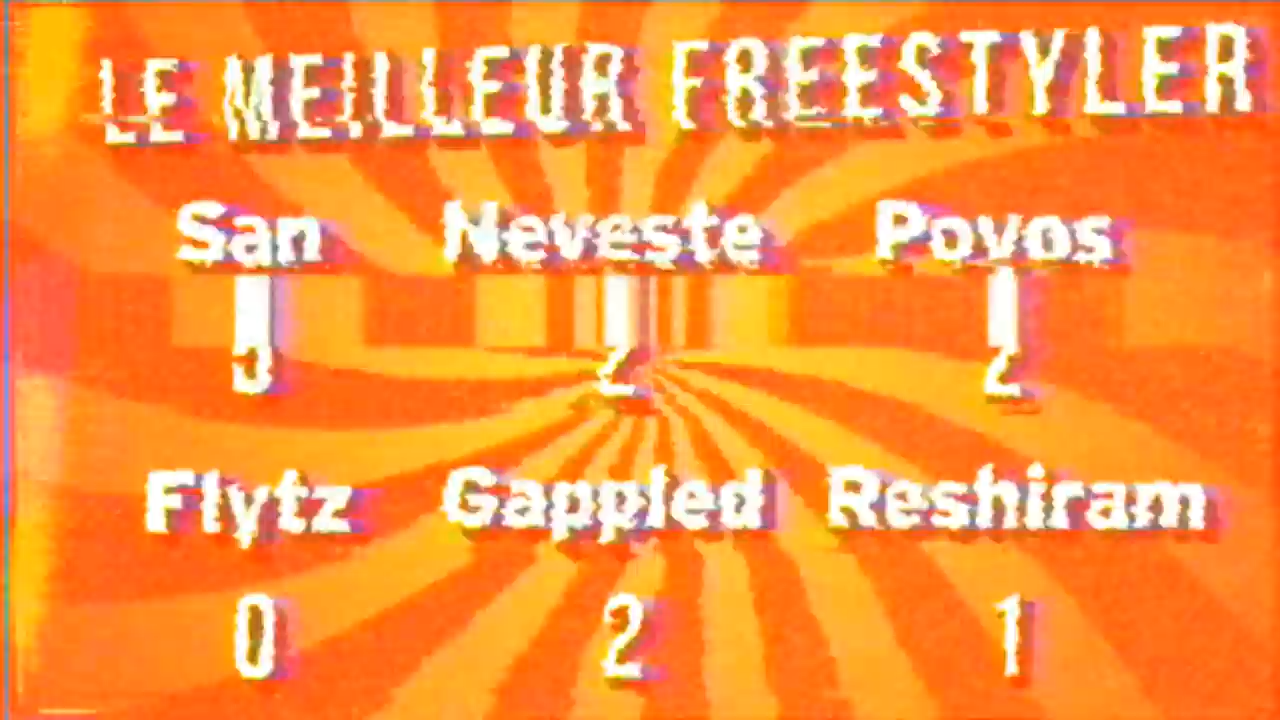 LE MEILLEUR FREESTYLER
San Neveste Povos
2 2
Flytz Gappled Reshiram
0 2 1